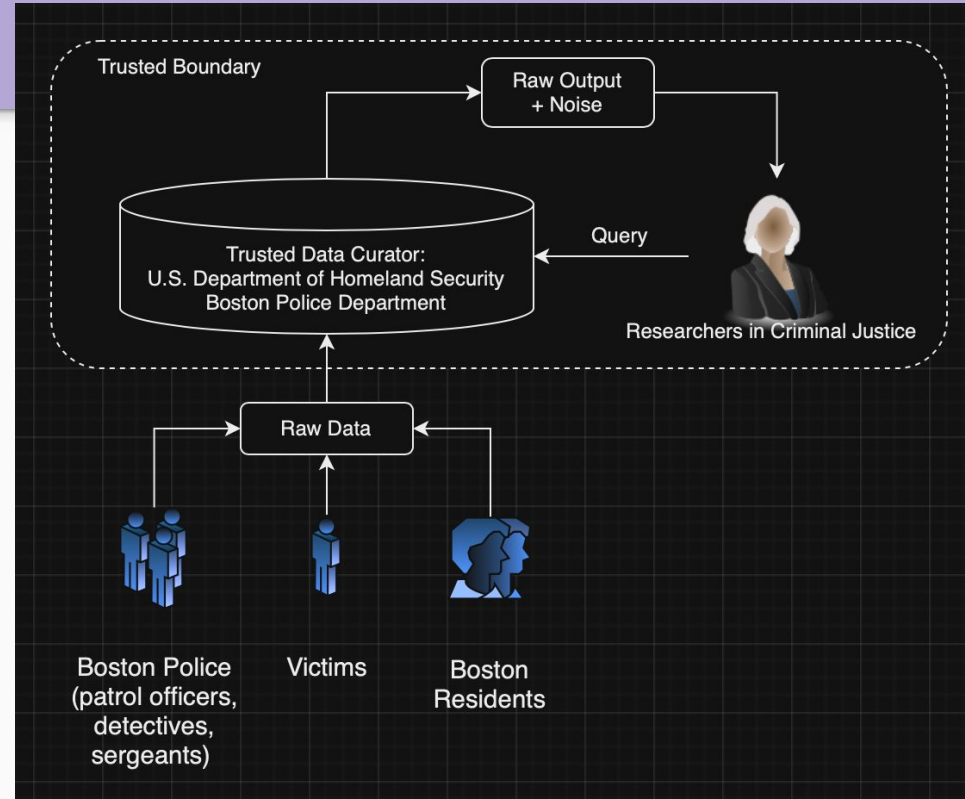 Trusted Boundary
Raw Output
+ Noise
Trusted Data Curator:
U.S. Department of Homeland Security
Boston Police Department
Query
Researchers in Criminal Justice
Raw Data
Boston Police
(patrol officers,
detectives,
sergeants)
Victims
Boston
Residents